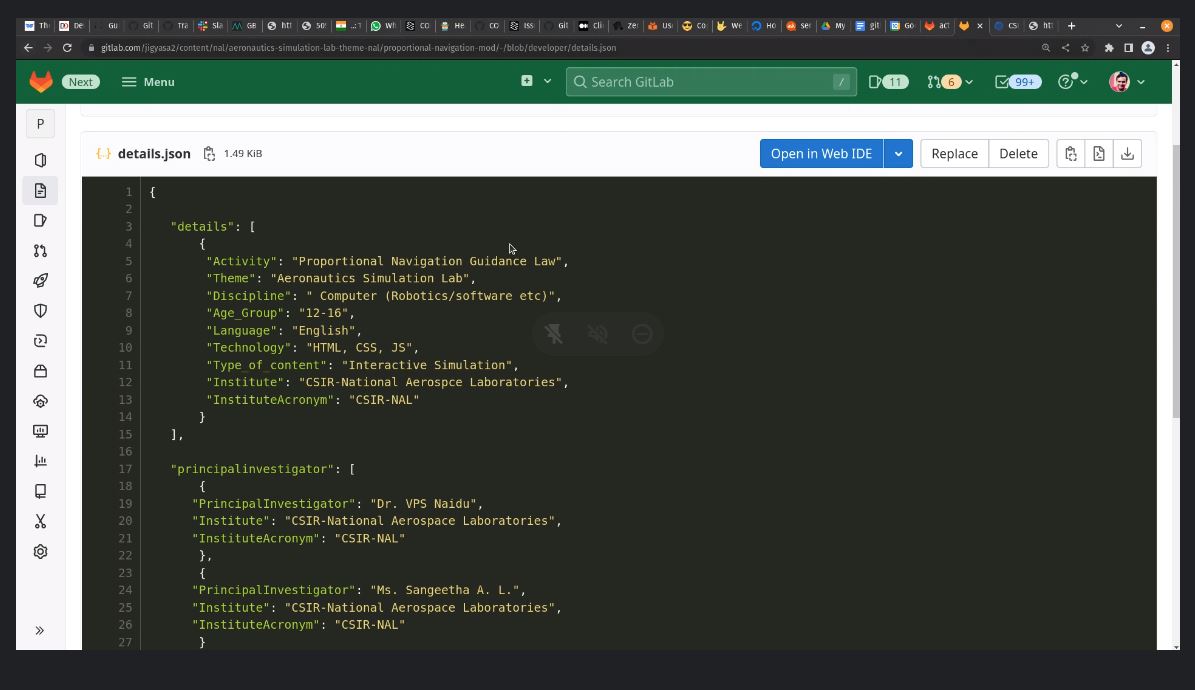 gitlab.com/jigyasa2/content/nal/aeronautics-simulation-lab-theme-nal/proportional-navigation-mod/-/blob/developer/details.json
Next
Menu
Search GitLab
/
11
6
99+
P
{..}
details.json
1.49 KiB
Open in Web IDE
Replace
Delete
1 {
2
3 "details": [
4 {
5 "Activity": "Proportional Navigation Guidance Law",
6 "Theme": "Aeronautics Simulation Lab",
7 "Discipline": " Computer (Robotics/software etc)",
8 "Age_Group": "12-16",
9 "Language": "English",
10 "Technology": "HTML, CSS, JS",
11 "Type_of_content": "Interactive Simulation",
12 "Institute": "CSIR-National Aerospce Laboratories",
13 "InstituteAcronym": "CSIR-NAL"
14 }
15 ],
16
17 "principalinvestigator": [
18 {
19 "PrincipalInvestigator": "Dr. VPS Naidu",
20 "Institute": "CSIR-National Aerospace Laboratories",
21 "InstituteAcronym": "CSIR-NAL"
22 },
23 {
24 "PrincipalInvestigator": "Ms. Sangeetha A. L.",
25 "Institute": "CSIR-National Aerospace Laboratories",
26 "InstituteAcronym": "CSIR-NAL"
27 }